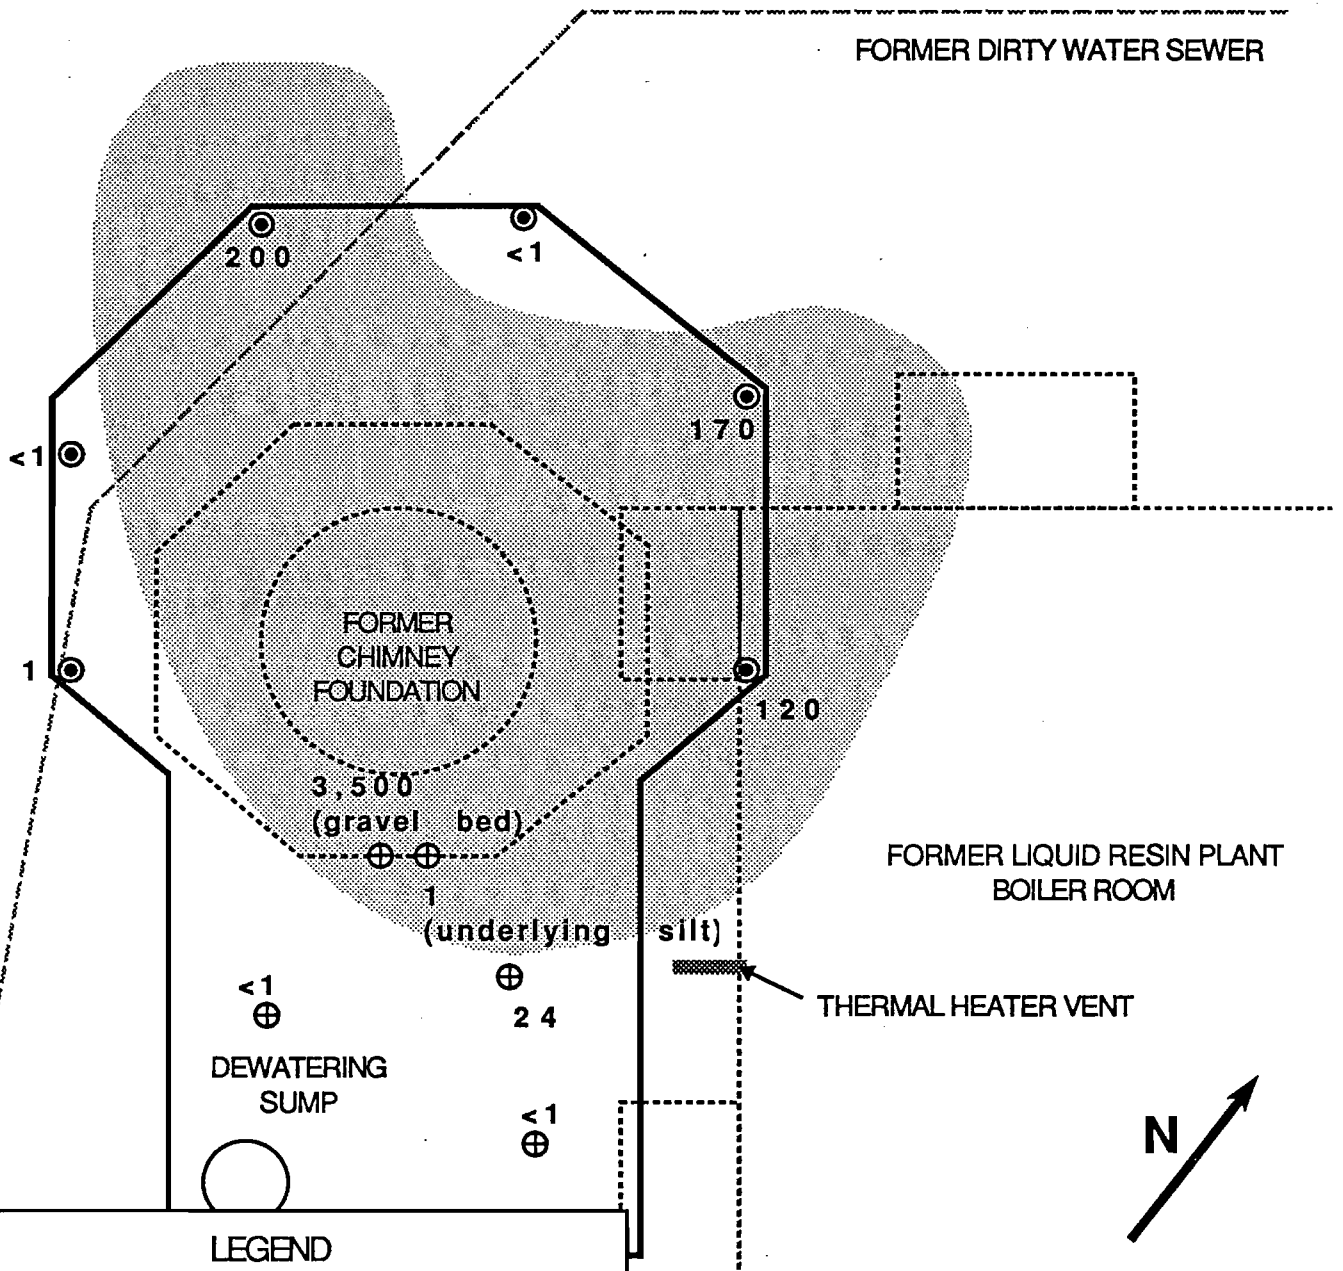 FORMER DIRTY WATER SEWER
200
<1
170
<1
FORMER
CHIMNEY
FOUNDATION
1
120
3,500
(gravel bed)
FORMER LIQUID RESIN PLANT
BOILER ROOM
1
(underlying silt)
<1
24
THERMAL HEATER VENT
DEWATERING
SUMP
<1
N
LEGEND